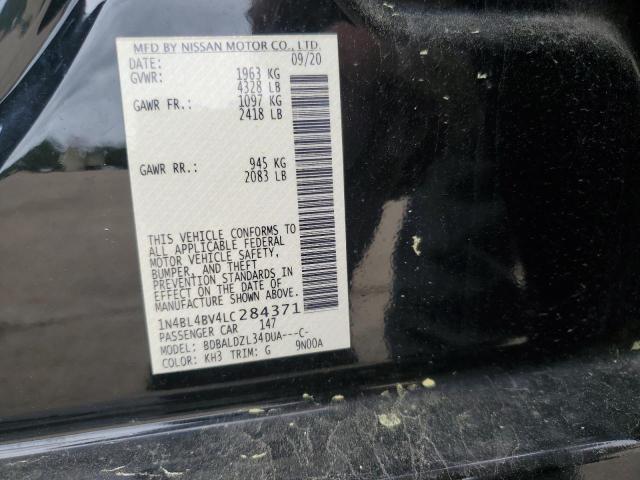 MFD BY NISSAN MOTOR CO., LTD.
DATE: 09/20
GVWR: 1963 KG
4328 LB
GAWR FR.: 1097 KG
2418 LB
GAWR RR.: 945 KG
2083 LB
THIS VEHICLE CONFORMS TO
ALL APPLICABLE FEDERAL
MOTOR VEHICLE SAFETY,
BUMPER, AND THEFT
PREVENTION STANDARDS IN
EFFECT ON THE DATE OF
MANUFACTURE SHOWN ABOVE.
1N4BL4BV4LC284371
PASSENGER CAR 147
MODEL: BDBALDZL34DUA---C-
COLOR: KH3 TRIM: G 9N00A